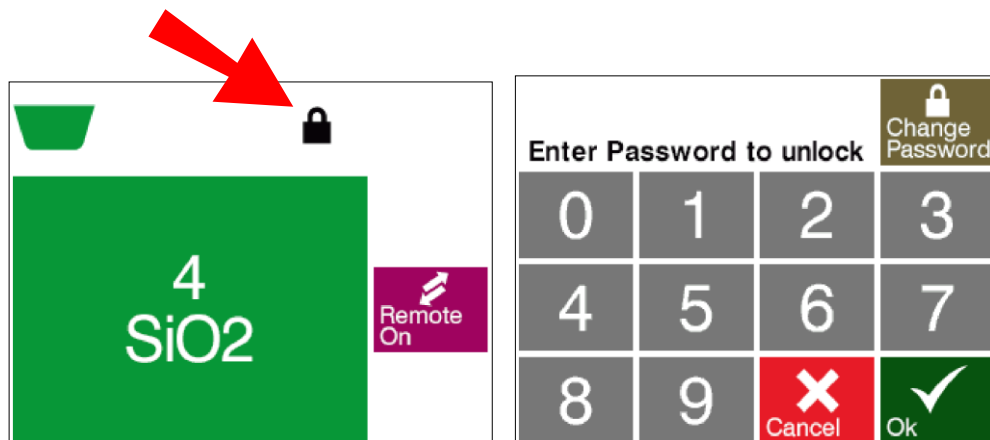 4
SiO2
Remote
On
Enter Password to unlock
Change
Password
0 1 2 3
4 5 6 7
8 9 Cancel Ok